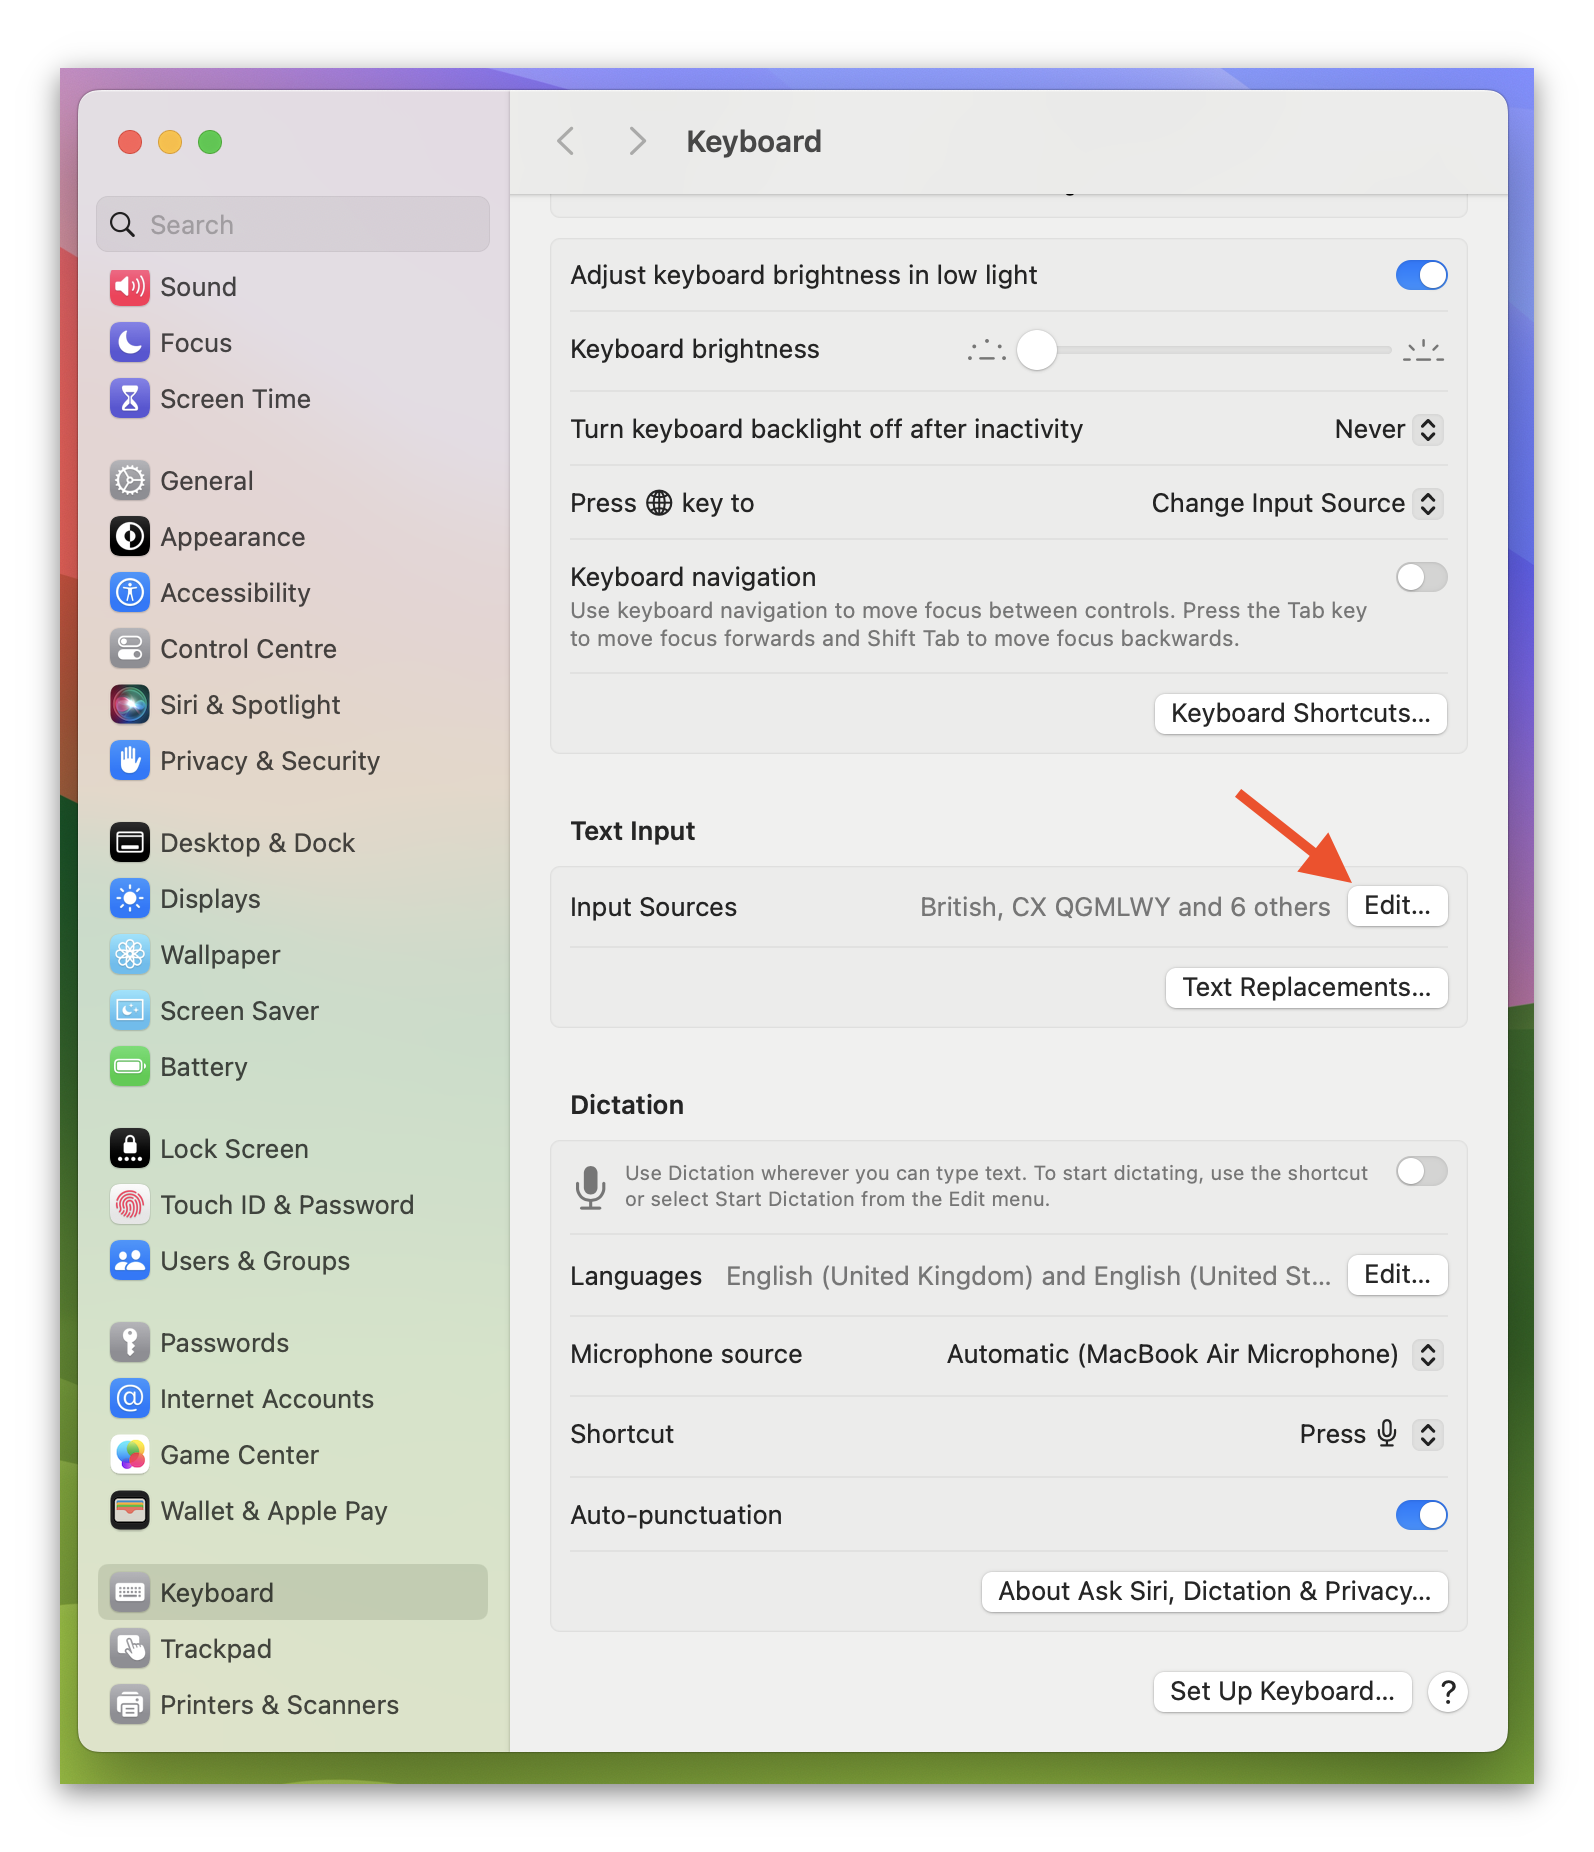 Keyboard
Search
Sound
Focus
Screen Time
General
Appearance
Accessibility
Control Centre
Siri & Spotlight
Privacy & Security
Desktop & Dock
Displays
Wallpaper
Screen Saver
Battery
Lock Screen
Touch ID & Password
Users & Groups
Passwords
Internet Accounts
Game Center
Wallet & Apple Pay
Keyboard
Trackpad
Printers & Scanners
Adjust keyboard brightness in low light
Keyboard brightness
Turn keyboard backlight off after inactivity Never
Press key to Change Input Source
Keyboard navigation
Use keyboard navigation to move focus between controls. Press the Tab key
to move focus forwards and Shift Tab to move focus backwards.
Keyboard Shortcuts...
Text Input
Input Sources British, CX QGMLWY and 6 others Edit...
Text Replacements...
Dictation
Use Dictation wherever you can type text. To start dictating, use the shortcut
or select Start Dictation from the Edit menu.
Languages English (United Kingdom) and English (United St... Edit...
Microphone source Automatic (MacBook Air Microphone)
Shortcut Press
Auto-punctuation
About Ask Siri, Dictation & Privacy...
Set Up Keyboard... ?